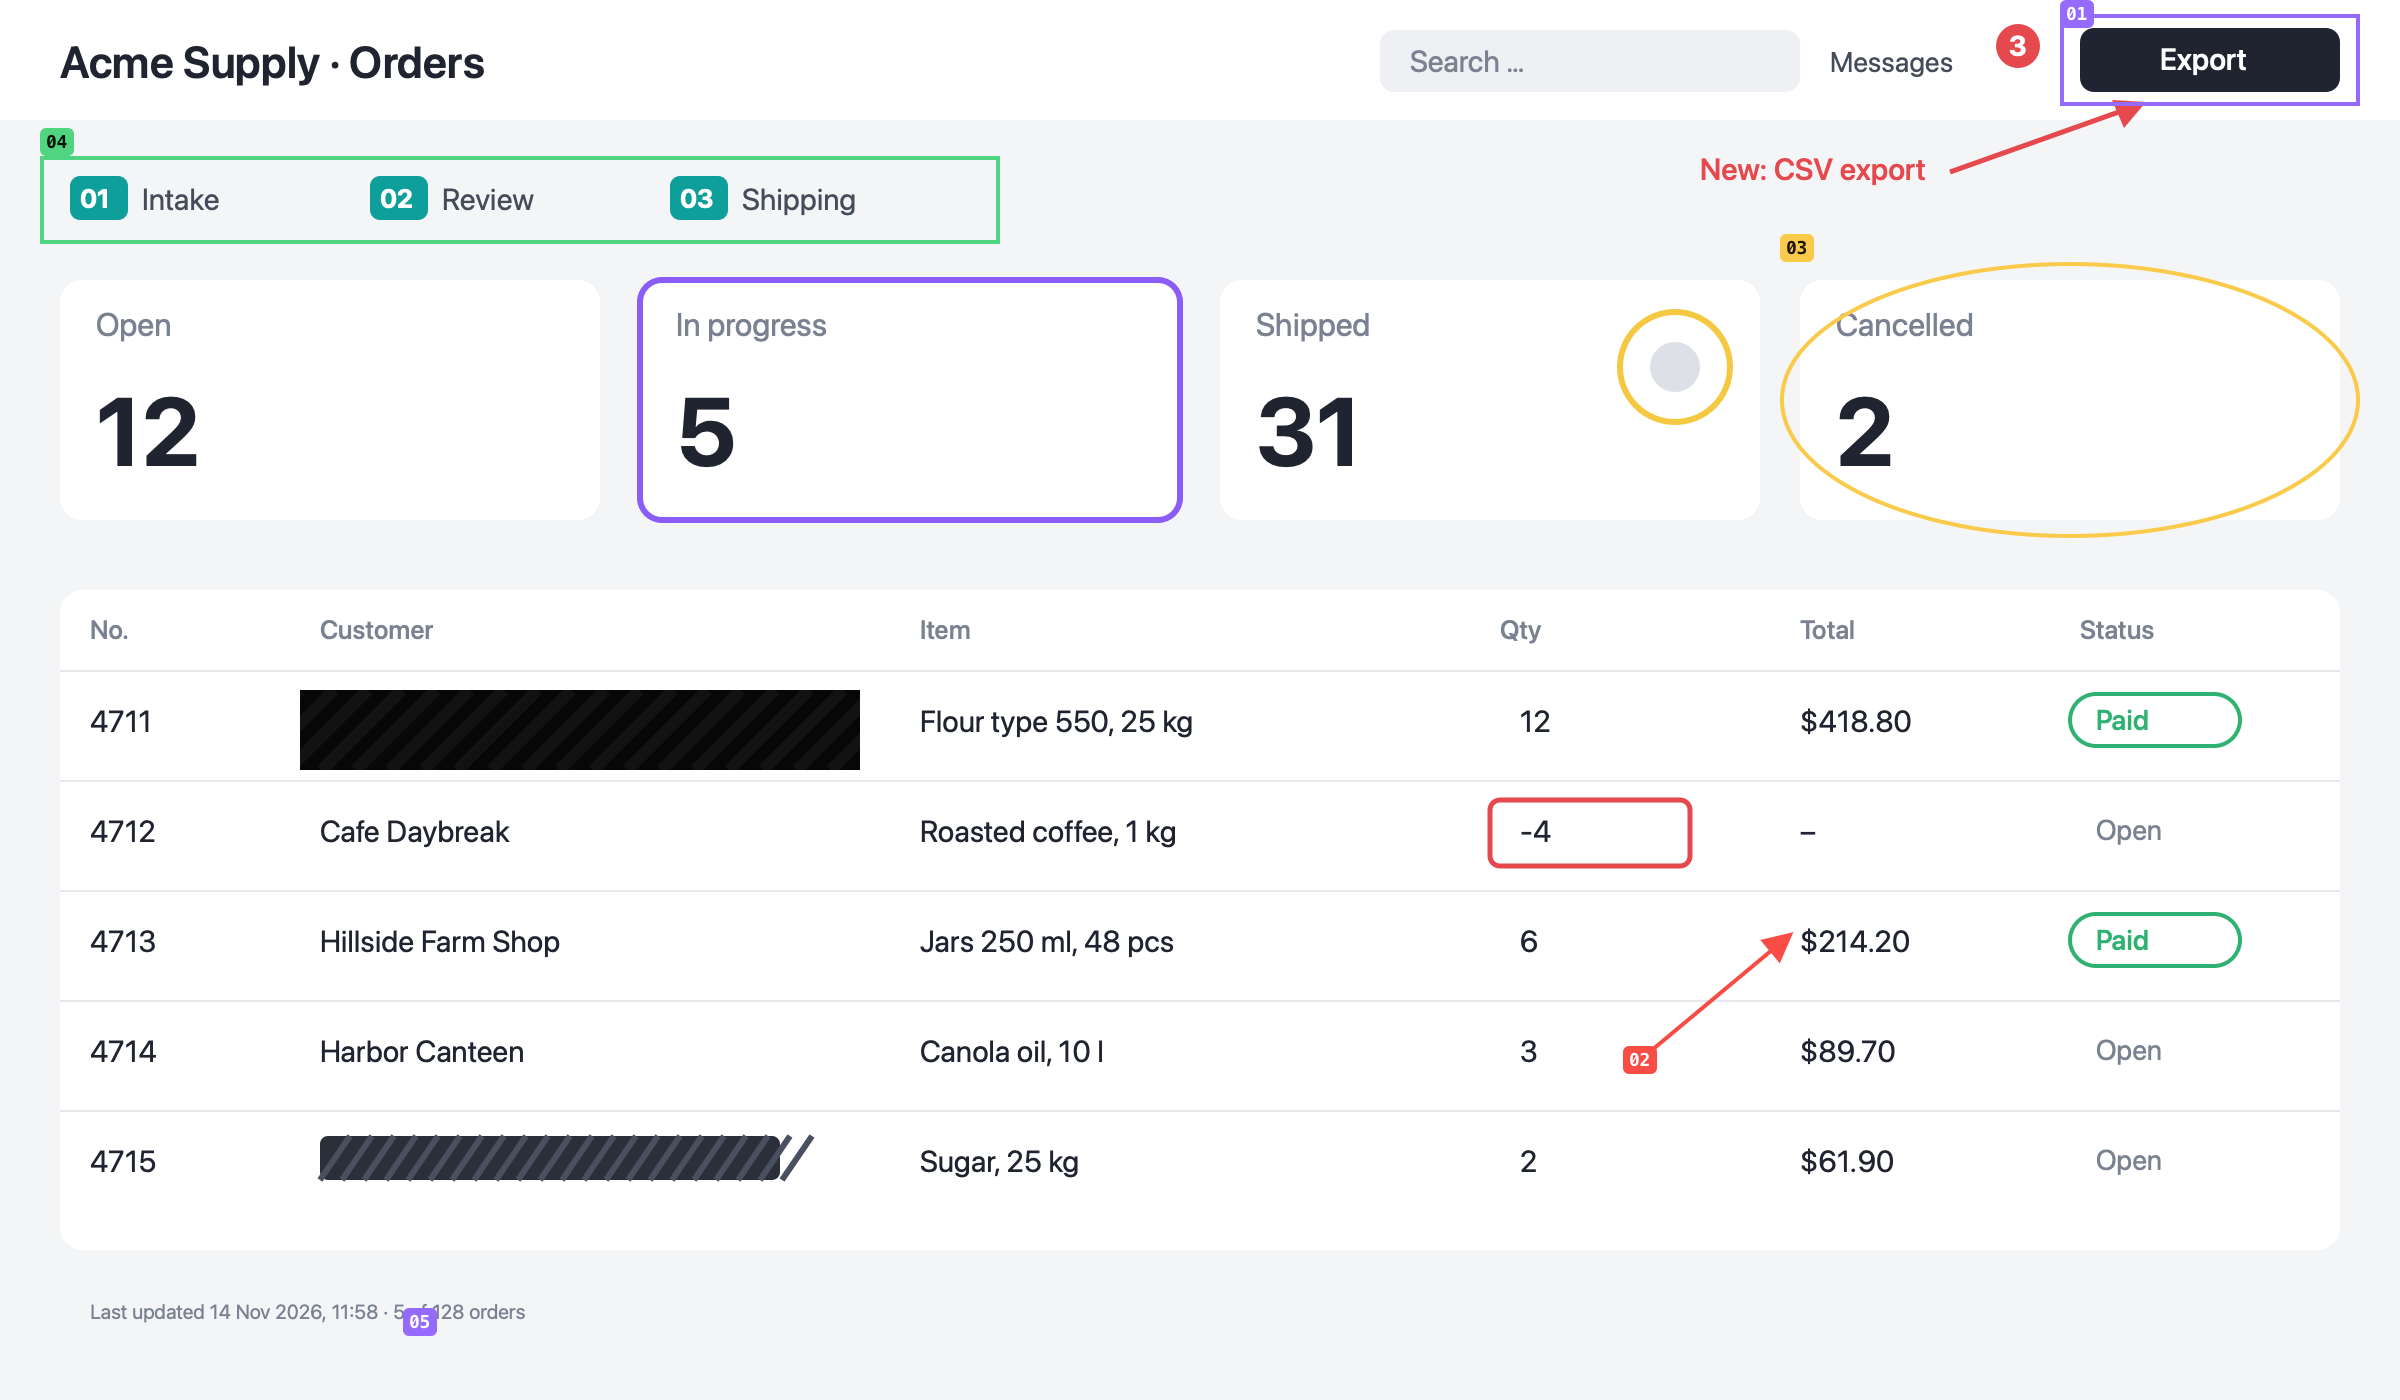 Acme Supply · Orders
Search ...
Messages
3
01
Export
New: CSV export
04
01 Intake
02 Review
03 Shipping
03
Open
12
In progress
5
Shipped
31
Cancelled
2
No. Customer Item Qty Total Status
4711 Flour type 550, 25 kg 12 $418.80 Paid
4712 Cafe Daybreak Roasted coffee, 1 kg -4 – Open
4713 Hillside Farm Shop Jars 250 ml, 48 pcs 6 $214.20 Paid
4714 Harbor Canteen Canola oil, 10 l 3 $89.70 Open
02
4715 Sugar, 25 kg 2 $61.90 Open
Last updated 14 Nov 2026, 11:58 · 5 128 orders
05